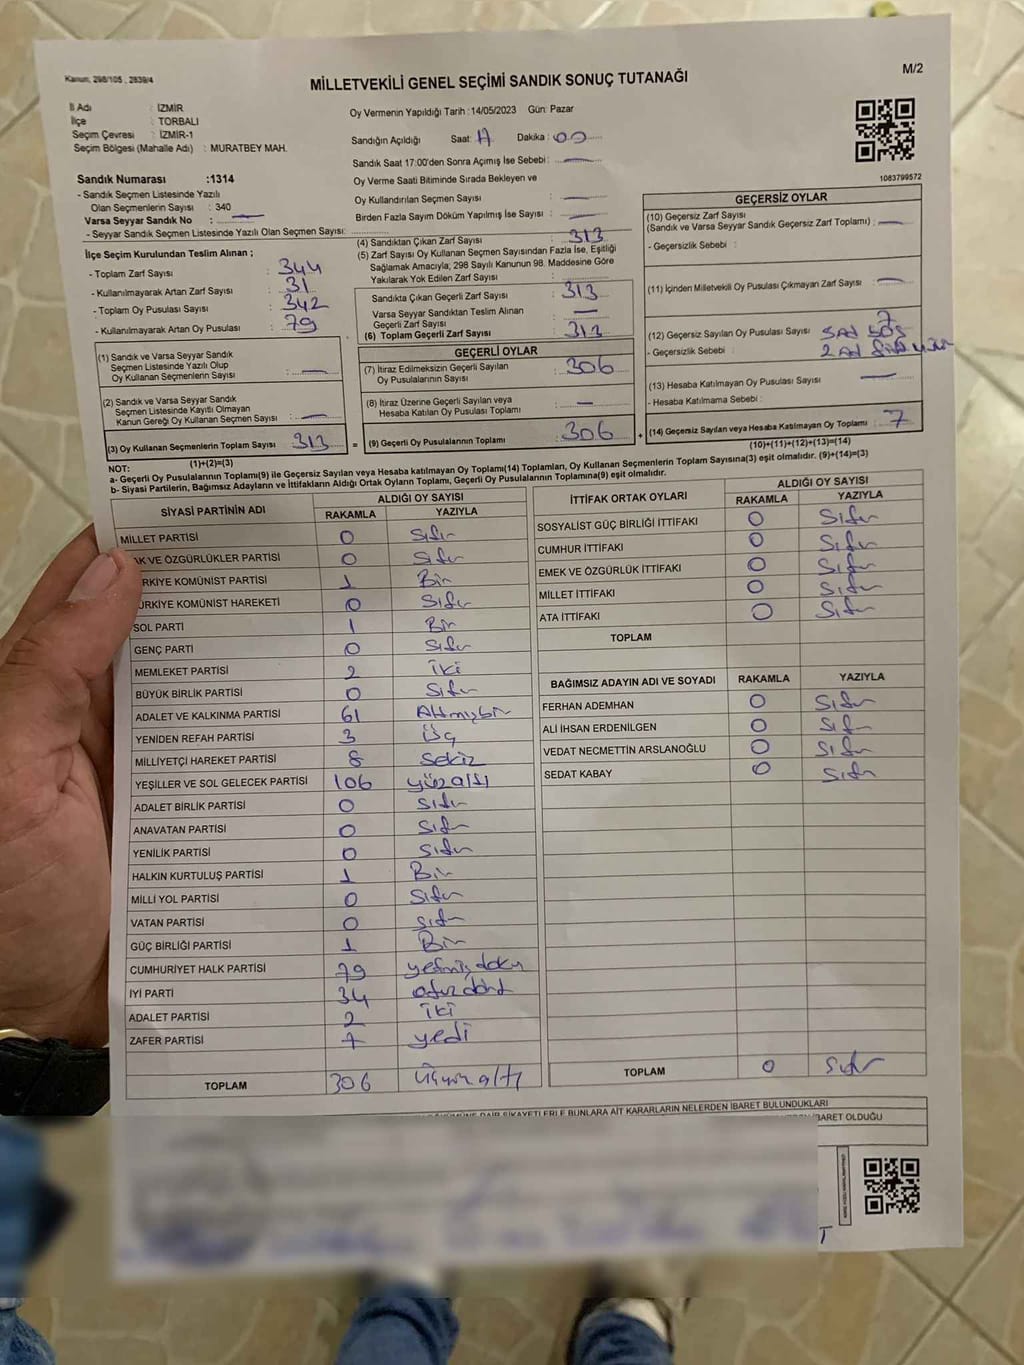 Kanun: 298/105 , 2839/4
MİLLETVEKİLİ GENEL SEÇİMİ SANDIK SONUÇ TUTANAĞI
M/2
İl Adı : İZMİR
İlçe : TORBALI
Seçim Çevresi : İZMİR-1
Seçim Bölgesi (Mahalle Adı) : MURATBEY MAH.
Oy Vermenin Yapıldığı Tarih :14/05/2023 Gün: Pazar
Sandığın Açıldığı Saat: Dakika : 00
Sandık Saat 17:00'den Sonra Açılmış İse Sebebi : —
Oy Verme Saati Bitiminde Sırada Bekleyen ve
Oy Kullandırılan Seçmen Sayısı : —
Birden Fazla Sayım Döküm Yapılmış İse Sayısı : —
1083799572
Sandık Numarası :1314
- Sandık Seçmen Listesinde Yazılı
Olan Seçmenlerin Sayısı : 340
Varsa Seyyar Sandık No : —
- Seyyar Sandık Seçmen Listesinde Yazılı Olan Seçmen Sayısı:
İlçe Seçim Kurulundan Teslim Alınan ;
- Toplam Zarf Sayısı : 344
- Kullanılmayarak Artan Zarf Sayısı : 31
- Toplam Oy Pusulası Sayısı : 342
- Kullanılmayarak Artan Oy Pusulası : 79
(1) Sandık ve Varsa Seyyar Sandık
Seçmen Listesinde Yazılı Olup
Oy Kullanan Seçmenlerin Sayısı : —
(2) Sandık ve Varsa Seyyar Sandık
Seçmen Listesinde Kayıtlı Olmayan
Kanun Gereği Oy Kullanan Seçmen Sayısı : —
(3) Oy Kullanan Seçmenlerin Toplam Sayısı : 313
(1)+(2)=(3)
(4) Sandıktan Çıkan Zarf Sayısı : 313
(5) Zarf Sayısı Oy Kullanan Seçmen Sayısından Fazla İse, Eşitliği
Sağlamak Amacıyla, 298 Sayılı Kanunun 98. Maddesine Göre
Yakılarak Yok Edilen Zarf Sayısı :
Sandıkta Çıkan Geçerli Zarf Sayısı : 313
Varsa Seyyar Sandıktan Teslim Alınan
Geçerli Zarf Sayısı : —
(6) Toplam Geçerli Zarf Sayısı : 313
GEÇERLİ OYLAR
(7) İtiraz Edilmeksizin Geçerli Sayılan
Oy Pusulalarının Sayısı : 306
(8) İtiraz Üzerine Geçerli Sayılan veya
Hesaba Katılan Oy Pusulası Toplamı : —
= (9) Geçerli Oy Pusulalarının Toplamı : 306
GEÇERSİZ OYLAR
(10) Geçersiz Zarf Sayısı
(Sandık ve Varsa Seyyar Sandık Geçersiz Zarf Toplamı) : —
- Geçersizlik Sebebi :
(11) İçinden Milletvekili Oy Pusulası Çıkmayan Zarf Sayısı : —
(12) Geçersiz Sayılan Oy Pusulası Sayısı : 7
- Geçersizlik Sebebi :
(13) Hesaba Katılmayan Oy Pusulası Sayısı : —
- Hesaba Katılmama Sebebi :
+ (14) Geçersiz Sayılan veya Hesaba Katılmayan Oy Toplamı : 7
(10)+(11)+(12)+(13)=(14)
NOT:
a- Geçerli Oy Pusulalarının Toplamı(9) ile Geçersiz Sayılan veya Hesaba katılmayan Oy Toplamı(14) Toplamları, Oy Kullanan Seçmenlerin Toplam Sayısına(3) eşit olmalıdır. (9)+(14)=(3)
b- Siyasi Partilerin, Bağımsız Adayların ve İttifakların Aldığı Ortak Oyların Toplamı, Geçerli Oy Pusulalarının Toplamına(9) eşit olmalıdır.
SİYASİ PARTİNİN ADI ALDIĞI OY SAYISI
RAKAMLA YAZIYLA
MİLLET PARTİSİ 0 Sıfır
AK VE ÖZGÜRLÜKLER PARTİSİ 0 Sıfır
RKİYE KOMÜNİST PARTİSİ 1 Bir
ÜRKİYE KOMÜNİST HAREKETİ 0 Sıfır
SOL PARTİ 1 Bir
GENÇ PARTİ 0 Sıfır
MEMLEKET PARTİSİ 2 iki
BÜYÜK BİRLİK PARTİSİ 0 Sıfır
ADALET VE KALKINMA PARTİSİ 61 Altmışbir
YENİDEN REFAH PARTİSİ 3 üç
MİLLİYETÇİ HAREKET PARTİSİ 8 Sekiz
YEŞİLLER VE SOL GELECEK PARTİSİ 106 yüzaltı
ADALET BİRLİK PARTİSİ 0 Sıfır
ANAVATAN PARTİSİ 0 Sıfır
YENİLİK PARTİSİ 0 Sıfır
HALKIN KURTULUŞ PARTİSİ 1 Bir
MİLLİ YOL PARTİSİ 0 Sıfır
VATAN PARTİSİ 0 Sıfır
GÜÇ BİRLİĞİ PARTİSİ 1 Bir
CUMHURİYET HALK PARTİSİ 79 yetmişdoku
İYİ PARTİ 34 otuzdört
ADALET PARTİSİ 2 iki
ZAFER PARTİSİ 7 yedi
TOPLAM 306 üçyüzaltı
İTTİFAK ORTAK OYLARI ALDIĞI OY SAYISI
RAKAMLA YAZIYLA
SOSYALİST GÜÇ BİRLİĞİ İTTİFAKI 0 Sıfır
CUMHUR İTTİFAKI 0 Sıfır
EMEK VE ÖZGÜRLÜK İTTİFAKI 0 Sıfır
MİLLET İTTİFAKI 0 Sıfır
ATA İTTİFAKI 0 Sıfır
TOPLAM
BAĞIMSIZ ADAYIN ADI VE SOYADI RAKAMLA YAZIYLA
FERHAN ADEMHAN 0 Sıfır
ALİ İHSAN ERDENİLGEN 0 Sıfır
VEDAT NECMETTİN ARSLANOĞLU 0 Sıfır
SEDAT KABAY 0 Sıfır
TOPLAM 0 Sıfır
DAİR ŞİKAYETLERLE BUNLARA AİT KARARLARIN NELERDEN İBARET BULUNDUKLARI
İBARET OLDUĞU